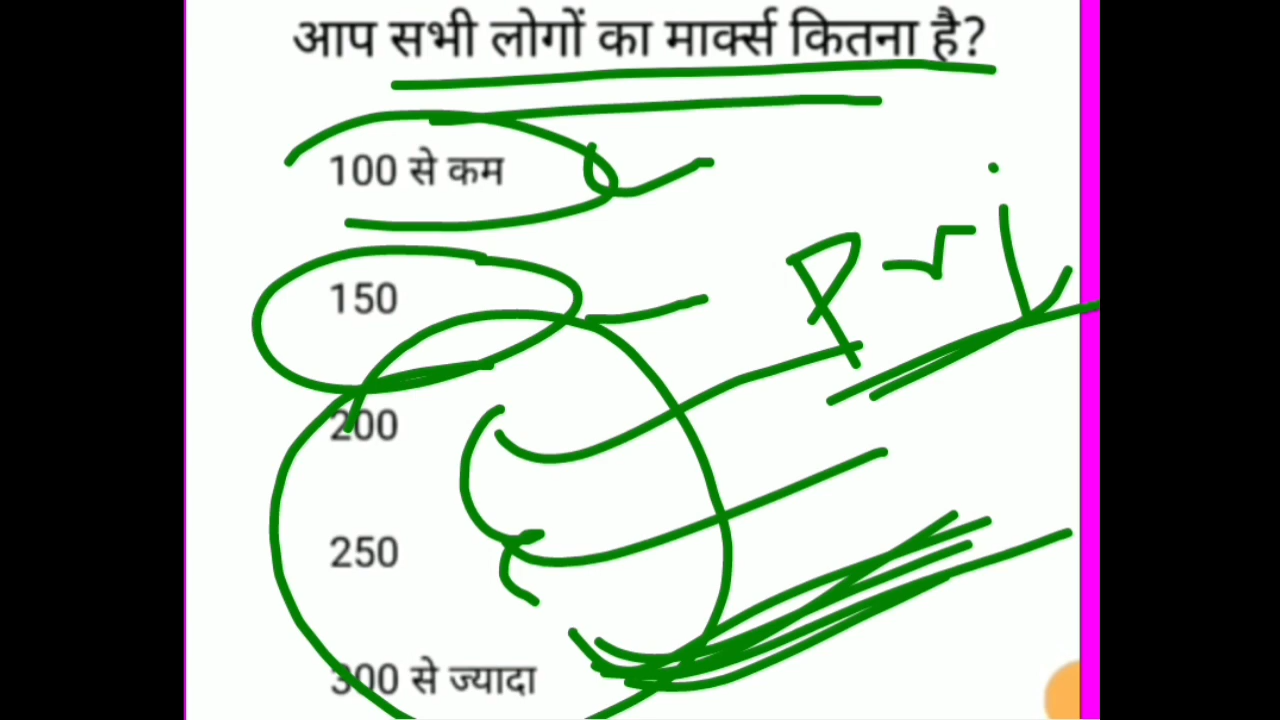 आप सभी लोगों का मार्क्स कितना है?
100 से कम
150
200
250
300 से ज्यादा